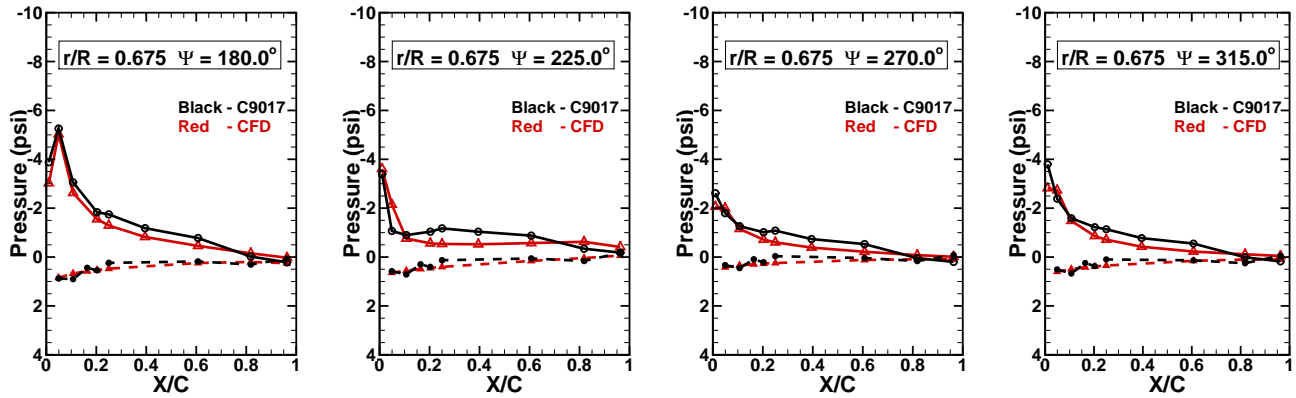 -10
-8
-6
-4
-2
0
2
4
Pressure (psi)
r/R = 0.675 Ψ = 180.0°
Black - C9017
Red - CFD
0 0.2 0.4 0.6 0.8 1
X/C
-10
-8
-6
-4
-2
0
2
4
Pressure (psi)
r/R = 0.675 Ψ = 225.0°
Black - C9017
Red - CFD
0 0.2 0.4 0.6 0.8 1
X/C
-10
-8
-6
-4
-2
0
2
4
Pressure (psi)
r/R = 0.675 Ψ = 270.0°
Black - C9017
Red - CFD
0 0.2 0.4 0.6 0.8 1
X/C
-10
-8
-6
-4
-2
0
2
4
Pressure (psi)
r/R = 0.675 Ψ = 315.0°
Black - C9017
Red - CFD
0 0.2 0.4 0.6 0.8 1
X/C